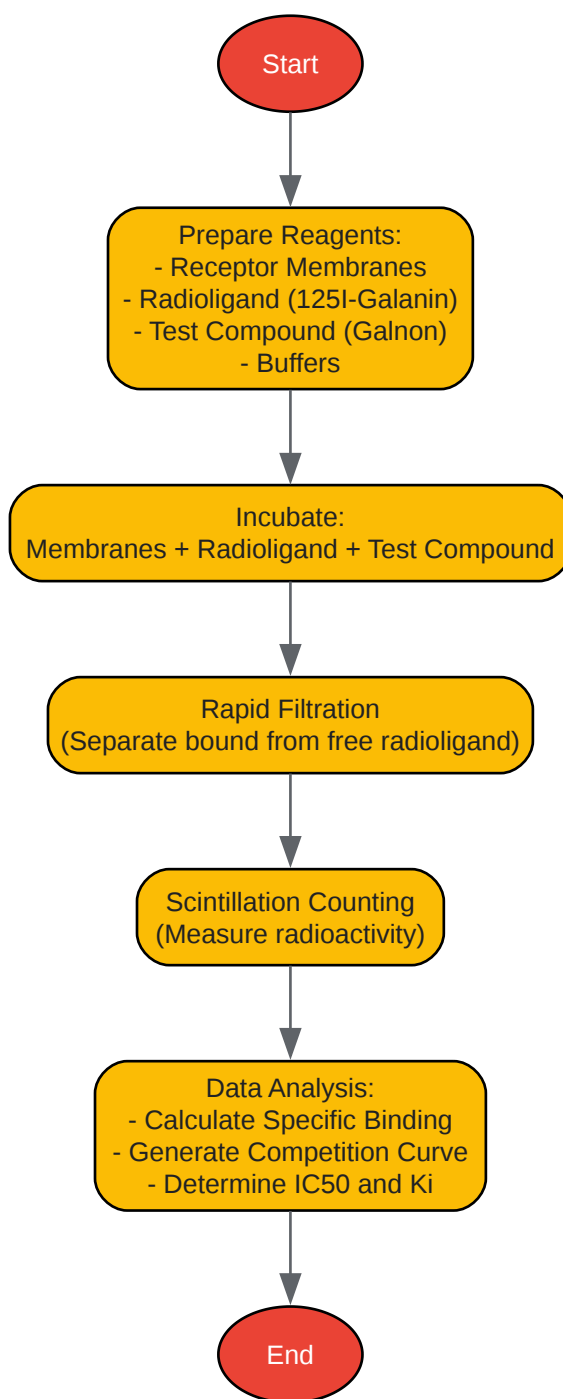 Start
Prepare Reagents:
- Receptor Membranes
- Radioligand (125I-Galanin)
- Test Compound (Galnon)
- Buffers
Incubate:
Membranes + Radioligand + Test Compound
Rapid Filtration
(Separate bound from free radioligand)
Scintillation Counting
(Measure radioactivity)
Data Analysis:
- Calculate Specific Binding
- Generate Competition Curve
- Determine IC50 and Ki
End